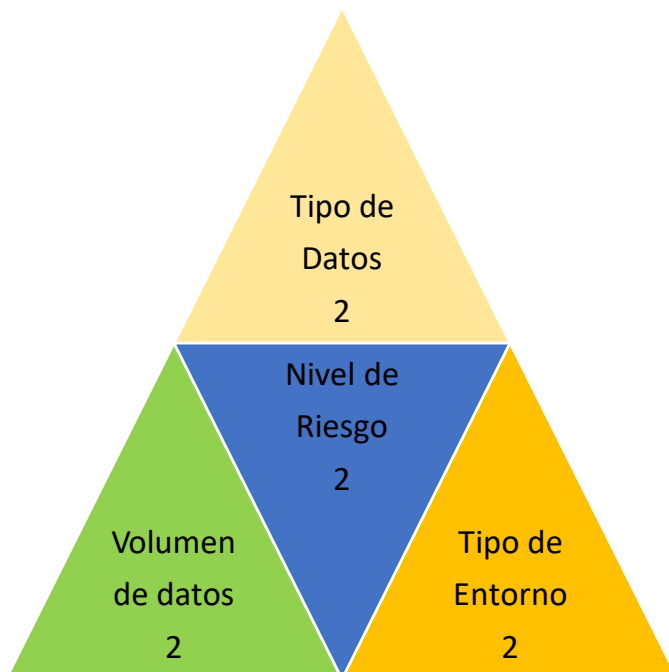 Tipo de
Datos
2
Nivel de
Riesgo
2
Volumen
de datos
2
Tipo de
Entorno
2